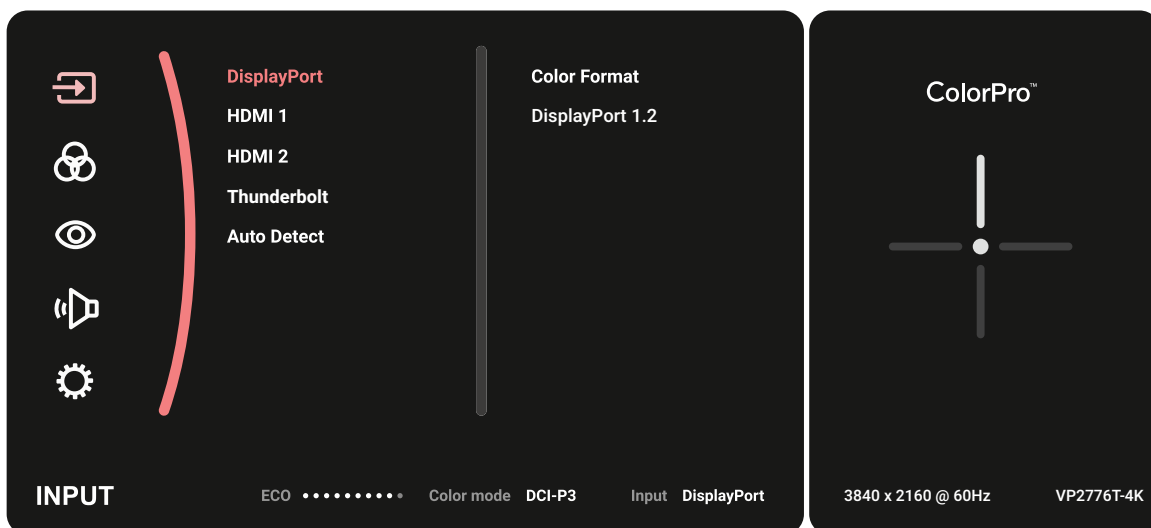 DisplayPort
HDMI 1
HDMI 2
Thunderbolt
Auto Detect
Color Format
DisplayPort 1.2
ColorPro™
INPUT
ECO
Color mode DCI-P3
Input DisplayPort
3840 x 2160 @ 60Hz
VP2776T-4K